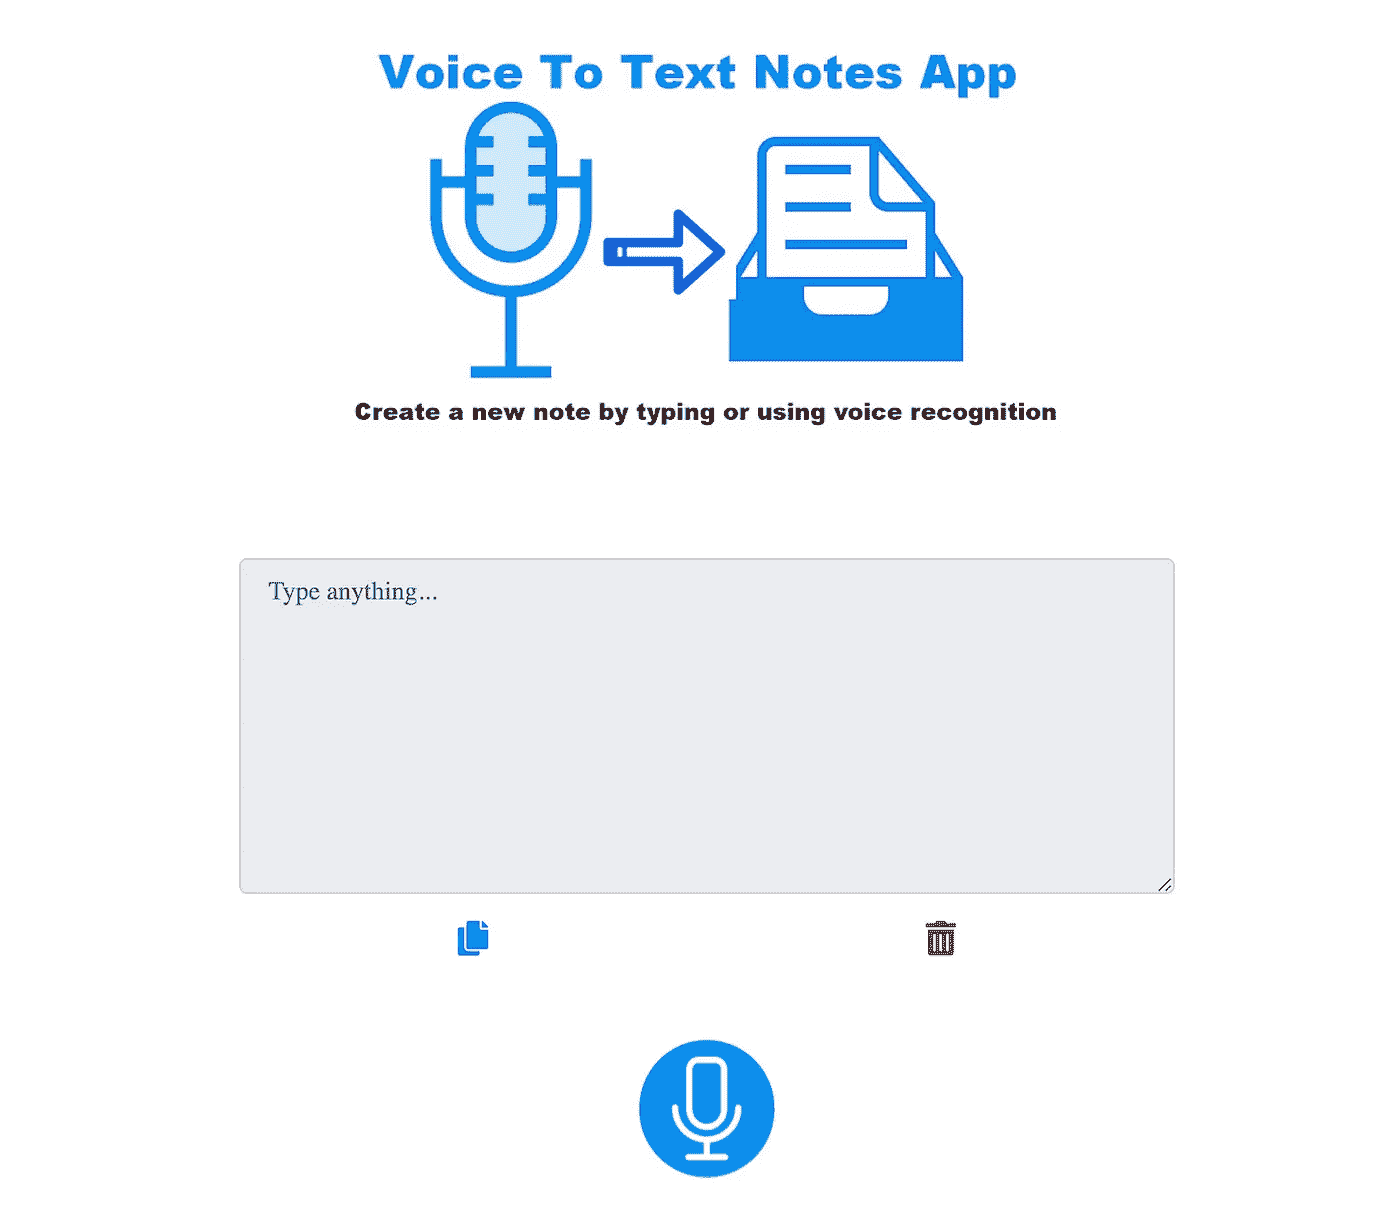 Voice To Text Notes App
Create a new note by typing or using voice recognition
Type anything...